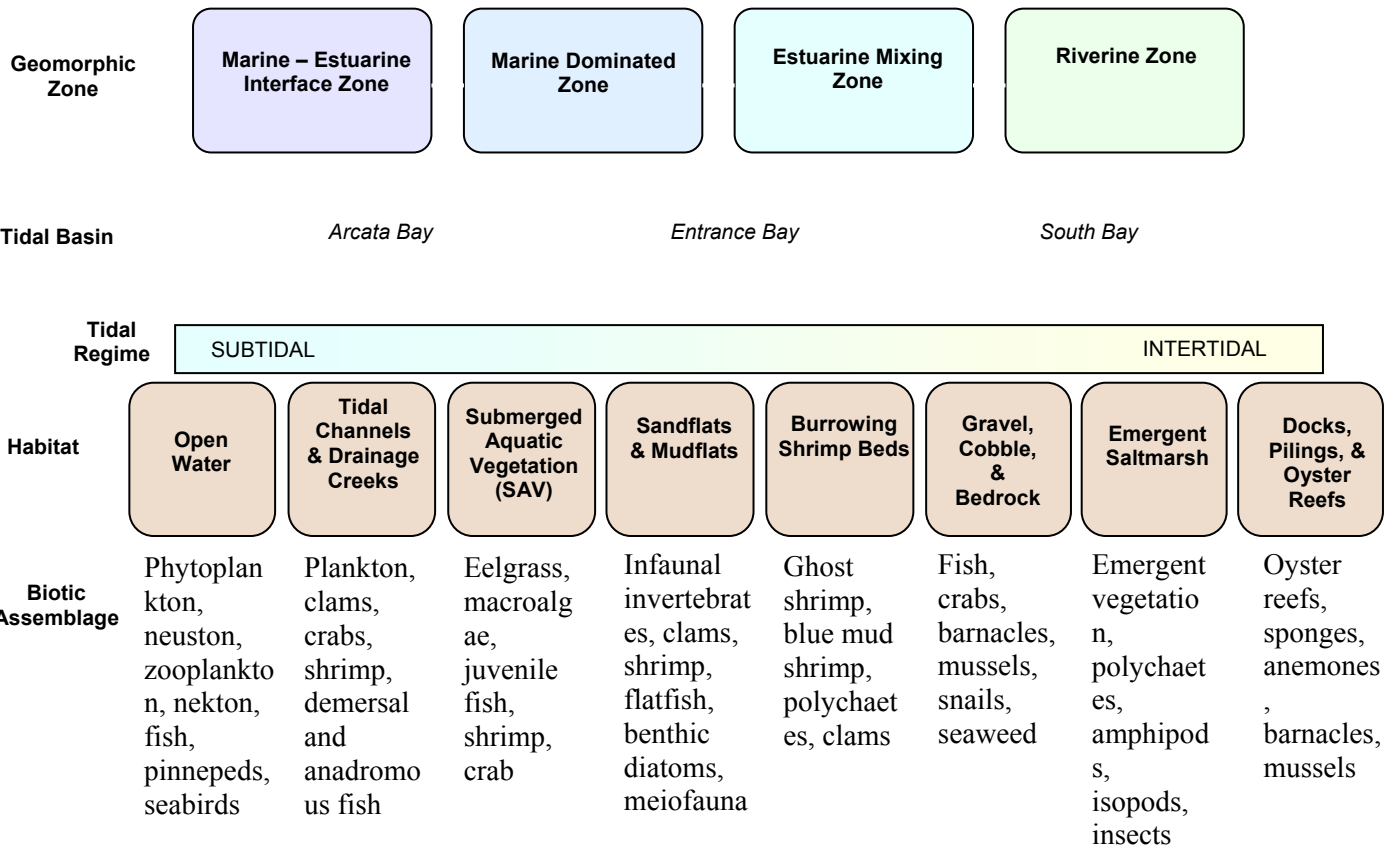 Geomorphic
Zone
Marine – Estuarine
Interface Zone
Marine Dominated
Zone
Estuarine Mixing
Zone
Riverine Zone
Tidal Basin
Arcata Bay
Entrance Bay
South Bay
Tidal
Regime
SUBTIDAL
INTERTIDAL
Habitat
Open
Water
Tidal
Channels
& Drainage
Creeks
Submerged
Aquatic
Vegetation
(SAV)
Sandflats
& Mudflats
Burrowing
Shrimp Beds
Gravel,
Cobble,
&
Bedrock
Emergent
Saltmarsh
Docks,
Pilings, &
Oyster
Reefs
Biotic
Assemblage
Phytoplan
kton,
neuston,
zooplankto
n, nekton,
fish,
pinnepeds,
seabirds
Plankton,
clams,
crabs,
shrimp,
demersal
and
anadromo
us fish
Eelgrass,
macroalg
ae,
juvenile
fish,
shrimp,
crab
Infaunal
invertebrat
es, clams,
shrimp,
flatfish,
benthic
diatoms,
meiofauna
Ghost
shrimp,
blue mud
shrimp,
polychaet
es, clams
Fish,
crabs,
barnacles,
mussels,
snails,
seaweed
Emergent
vegetatio
n,
polychaet
es,
amphipod
s,
isopods,
insects
Oyster
reefs,
sponges,
anemones
,
barnacles,
mussels